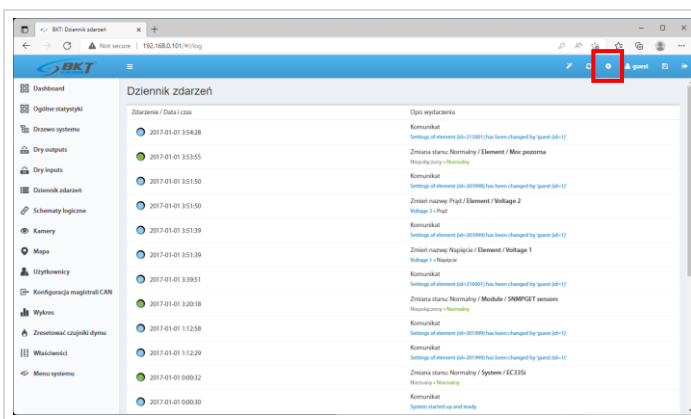 BKT: Dziennik zdarzeń
Not secure | 192.168.0.101/#!/log
BKT
guest
Dashboard
Ogólne statystyki
Drzewo systemu
Dry outputs
Dry inputs
Dziennik zdarzeń
Schematy logiczne
Kamery
Mapa
Użytkownicy
Konfiguracja magistrali CAN
Wykres
Zresetować czujniki dymu
Właściwości
Menu systemu
Dziennik zdarzeń
Zdarzenie / Data i czas Opis wydarzenia
2017-01-01 3:54:28 Komunikat
Settings of element (id=210001) has been changed by 'guest (id=1)'
2017-01-01 3:53:55 Zmiana stanu: Normalny / Element / Moc pozorna
Niepołączony » Normalny
2017-01-01 3:51:50 Komunikat
Settings of element (id=203998) has been changed by 'guest (id=1)'
2017-01-01 3:51:50 Zmień nazwę: Prąd / Element / Voltage 2
Voltage 2 » Prąd
2017-01-01 3:51:39 Komunikat
Settings of element (id=203999) has been changed by 'guest (id=1)'
2017-01-01 3:51:39 Zmień nazwę: Napięcie / Element / Voltage 1
Voltage 1 » Napięcie
2017-01-01 3:39:51 Komunikat
Settings of element (id=210001) has been changed by 'guest (id=1)'
2017-01-01 3:20:18 Zmiana stanu: Normalny / Module / SNMPGET sensors
Niepołączony » Normalny
2017-01-01 1:12:58 Komunikat
Settings of element (id=201999) has been changed by 'guest (id=1)'
2017-01-01 1:12:29 Komunikat
Settings of element (id=201999) has been changed by 'guest (id=1)'
2017-01-01 0:00:32 Zmiana stanu: Normalny / System / EC335i
Nieznany » Normalny
2017-01-01 0:00:30 Komunikat
System started up and ready